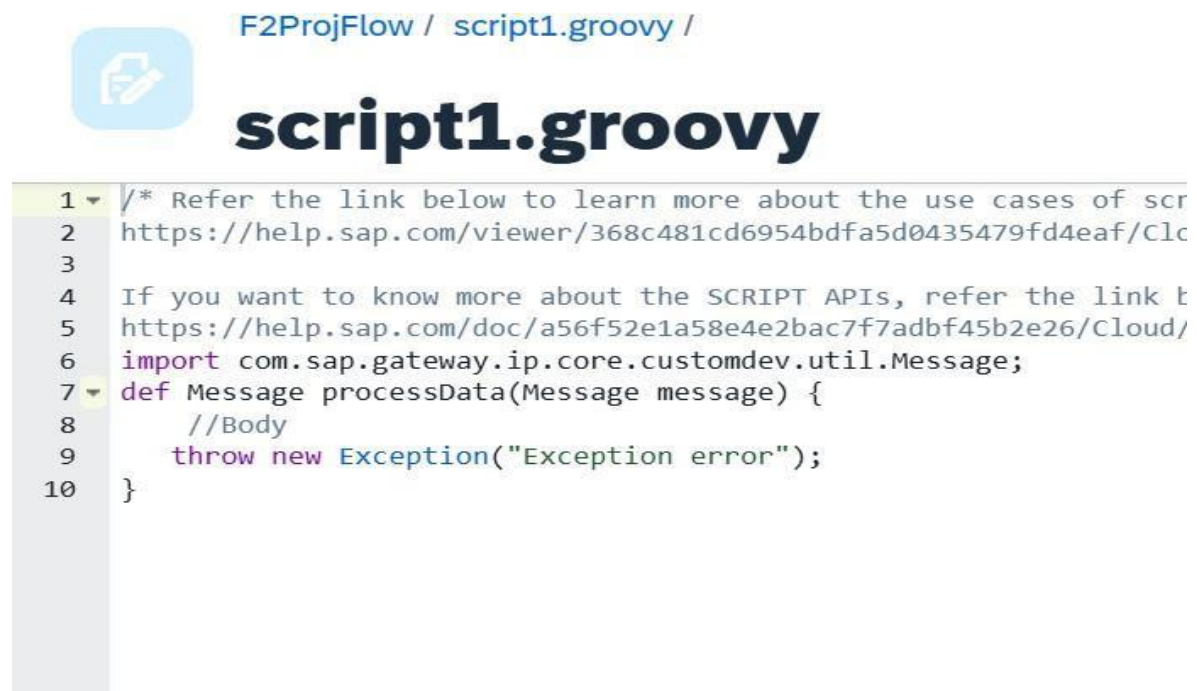 F2ProjFlow / script1.groovy /
script1.groovy
1 /* Refer the link below to learn more about the use cases of
2 https://help.sap.com/viewer/368c481cd6954bdfa5d0435479fd4eaf/
3
4 If you want to know more about the SCRIPT APIs, refer the link
5 https://help.sap.com/doc/a56f52e1a58e4e2bac7f7adbf45b2e26/Cloud/
6 import com.sap.gateway.ip.core.customdev.util.Message;
7 def Message processData(Message message) {
8 //Body
9 throw new Exception("Exception error");
10 }